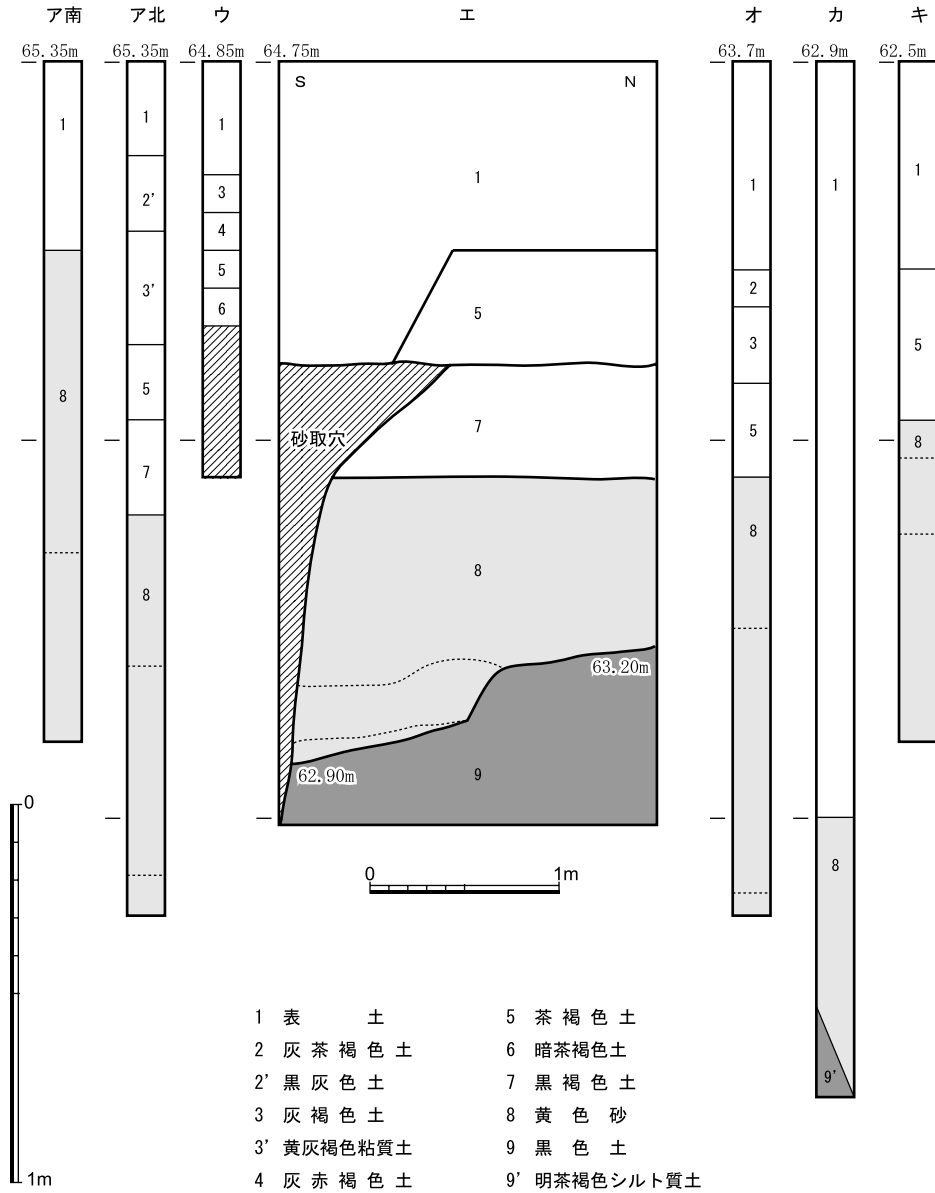 ア南 ア北 ウ エ オ カ キ
65.35m 65.35m 64.85m 64.75m 63.7m 62.9m 62.5m
S N
1 1 1 1 1 1 1
2' 3 4 5 6 2 3 5
3' 5 7
8
5
7
砂取穴
8
8
5
8
8
63.20m
62.90m
9
8
9'
0
1m
0 1m
1 表 土
2 灰茶褐色土
2' 黒灰色土
3 灰褐色土
3' 黄灰褐色粘質土
4 灰赤褐色土
5 茶褐色土
6 暗茶褐色土
7 黒褐色土
8 黄色砂
9 黒色土
9' 明茶褐色シルト質土